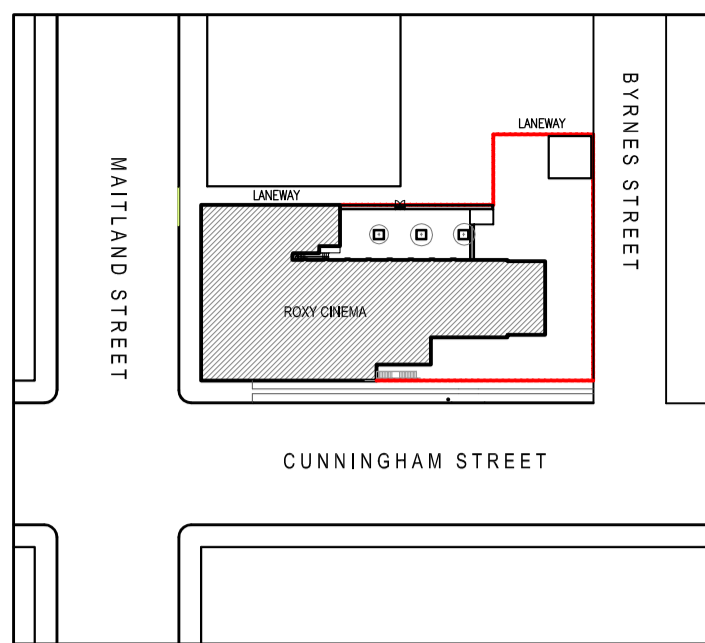 LANEWAY
BYRNES STREET
MAITLAND STREET
LANEWAY
ROXY CINEMA
CUNNINGHAM STREET